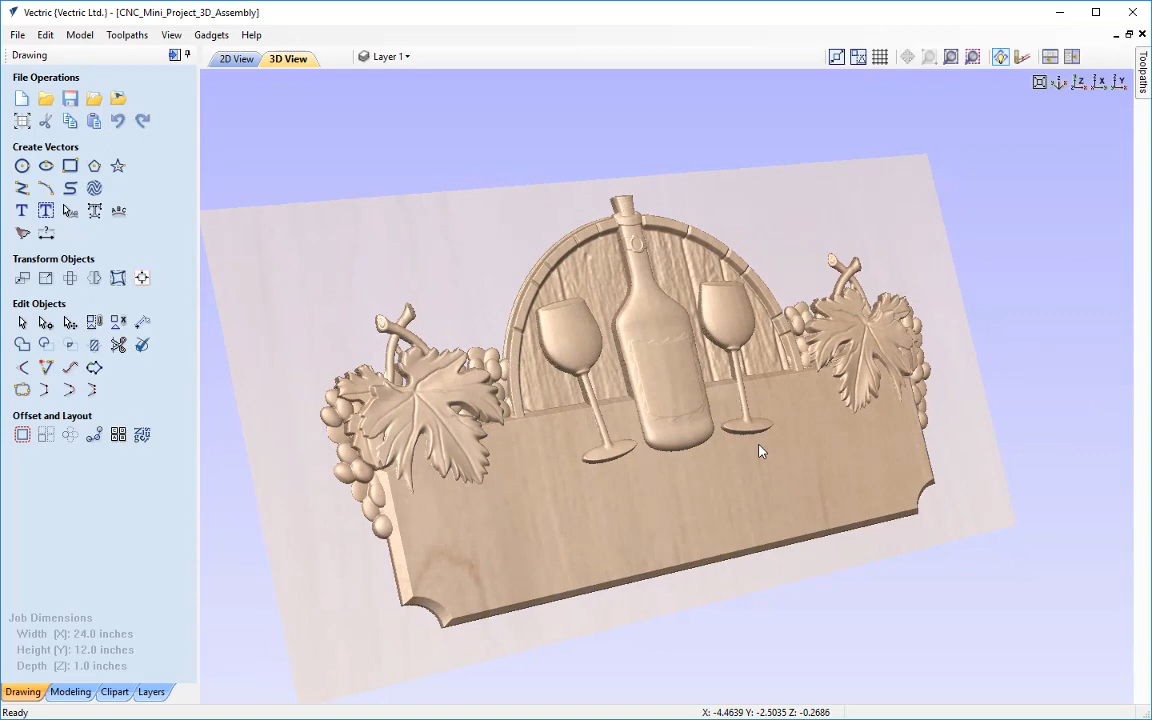 Vectric {Vectric Ltd.} - [CNC_Mini_Project_3D_Assembly]
File Edit Model Toolpaths View Gadgets Help
Drawing
2D View 3D View Layer 1
Toolpaths
File Operations
Create Vectors
Transform Objects
Edit Objects
Offset and Layout
Job Dimensions
Width (X): 24.0 inches
Height (Y): 12.0 inches
Depth (Z): 1.0 inches
Drawing Modeling Clipart Layers
Ready X: -4.4639 Y: -2.5035 Z: -0.2686